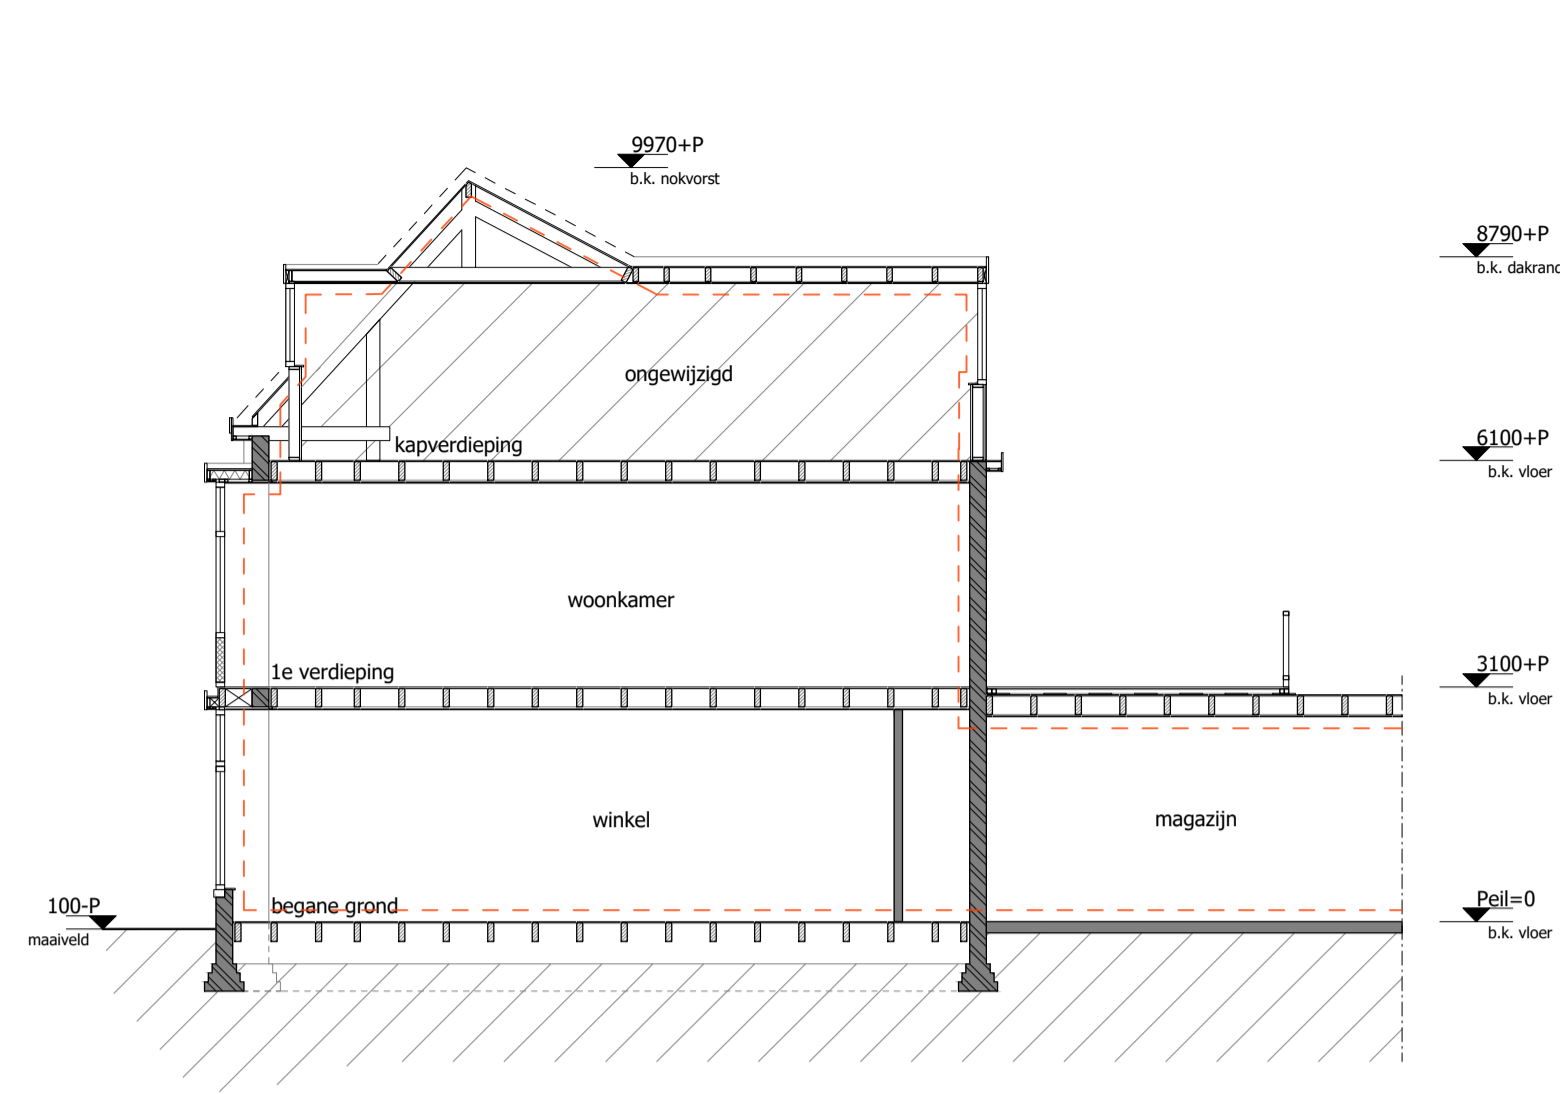 9970+P
b.k. nokvorst
8790+P
b.k. dakrand
ongewijzigd
kapverdieping
6100+P
b.k. vloer
woonkamer
1e verdieping
3100+P
b.k. vloer
winkel
magazijn
begane grond
100-P
maaiveld
Peil=0
b.k. vloer